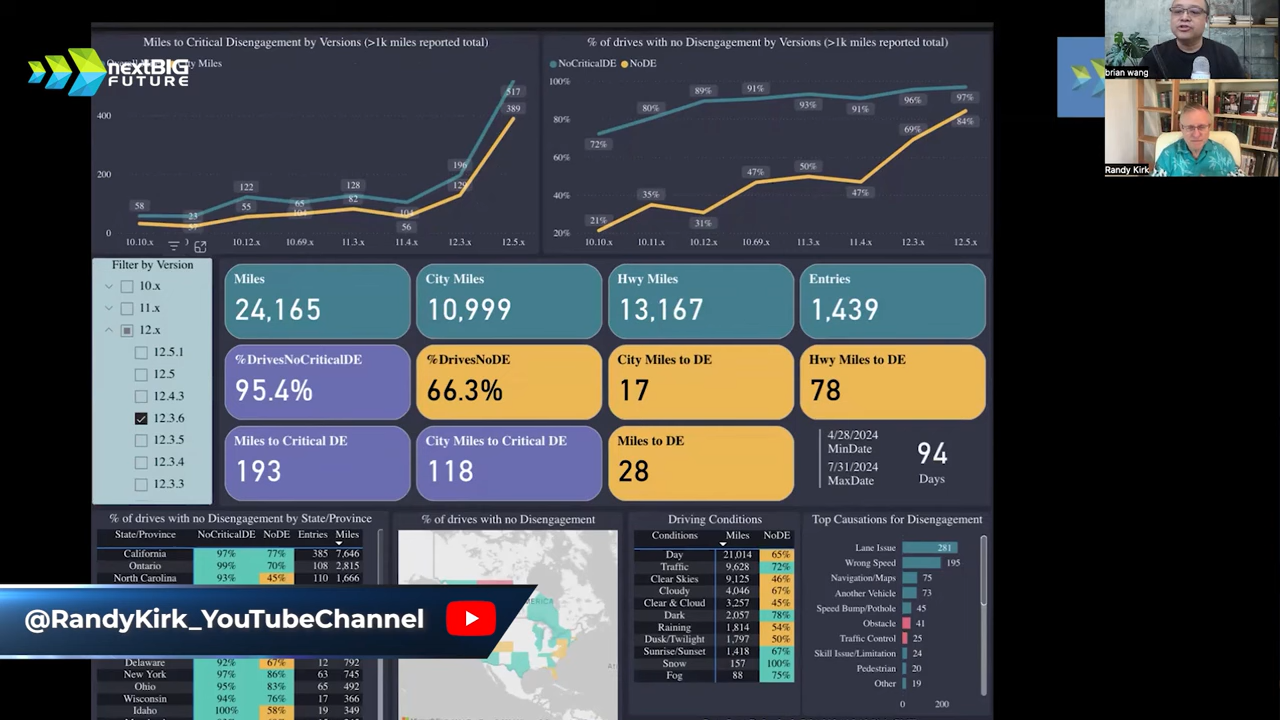 nextBIG
FUTURE
Miles to Critical Disengagement by Versions (>1k miles reported total)
400
200
0
58
23
122
55
65
101
128
82
101
56
196
129
517
389
10.10.x
10.12.x
10.69.x
11.3.x
11.4.x
12.3.x
12.5.x
% of drives with no Disengagement by Versions (>1k miles reported total)
NoCriticalDE NoDE
100%
80%
60%
40%
20%
72%
80%
89%
91%
93%
91%
96%
97%
21%
35%
31%
47%
50%
47%
69%
84%
10.10.x 10.11.x 10.12.x 10.69.x 11.3.x 11.4.x 12.3.x 12.5.x
brian wang
Randy Kirk
Filter by Version
10.x
11.x
12.x
12.5.1
12.5
12.4.3
12.3.6
12.3.5
12.3.4
12.3.3
Miles
24,165
City Miles
10,999
Hwy Miles
13,167
Entries
1,439
%DrivesNoCriticalDE
95.4%
%DrivesNoDE
66.3%
City Miles to DE
17
Hwy Miles to DE
78
Miles to Critical DE
193
City Miles to Critical DE
118
Miles to DE
28
4/28/2024
MinDate
7/31/2024
MaxDate
94
Days
% of drives with no Disengagement by State/Province
State/Province NoCriticalDE NoDE Entries Miles
California 97% 77% 385 7,646
Ontario 99% 70% 108 2,815
North Carolina 93% 45% 110 1,666
Delaware 92% 67% 12 792
New York 97% 86% 63 745
Ohio 95% 83% 65 492
Wisconsin 94% 76% 17 366
Idaho 100% 58% 19 349
@RandyKirk_YouTubeChannel
% of drives with no Disengagement
Driving Conditions
Conditions Miles NoDE
Day 21,014 65%
Traffic 9,628 72%
Clear Skies 9,125 46%
Cloudy 4,046 67%
Clear & Cloud 3,257 45%
Dark 2,057 78%
Raining 1,814 54%
Dusk/Twilight 1,797 50%
Sunrise/Sunset 1,418 67%
Snow 157 100%
Fog 88 75%
Top Causations for Disengagement
Lane Issue 281
Wrong Speed 195
Navigation/Maps 75
Another Vehicle 73
Speed Bump/Pothole 45
Obstacle 41
Traffic Control 25
Skill Issue/Limitation 24
Pedestrian 20
Other 19
0 200